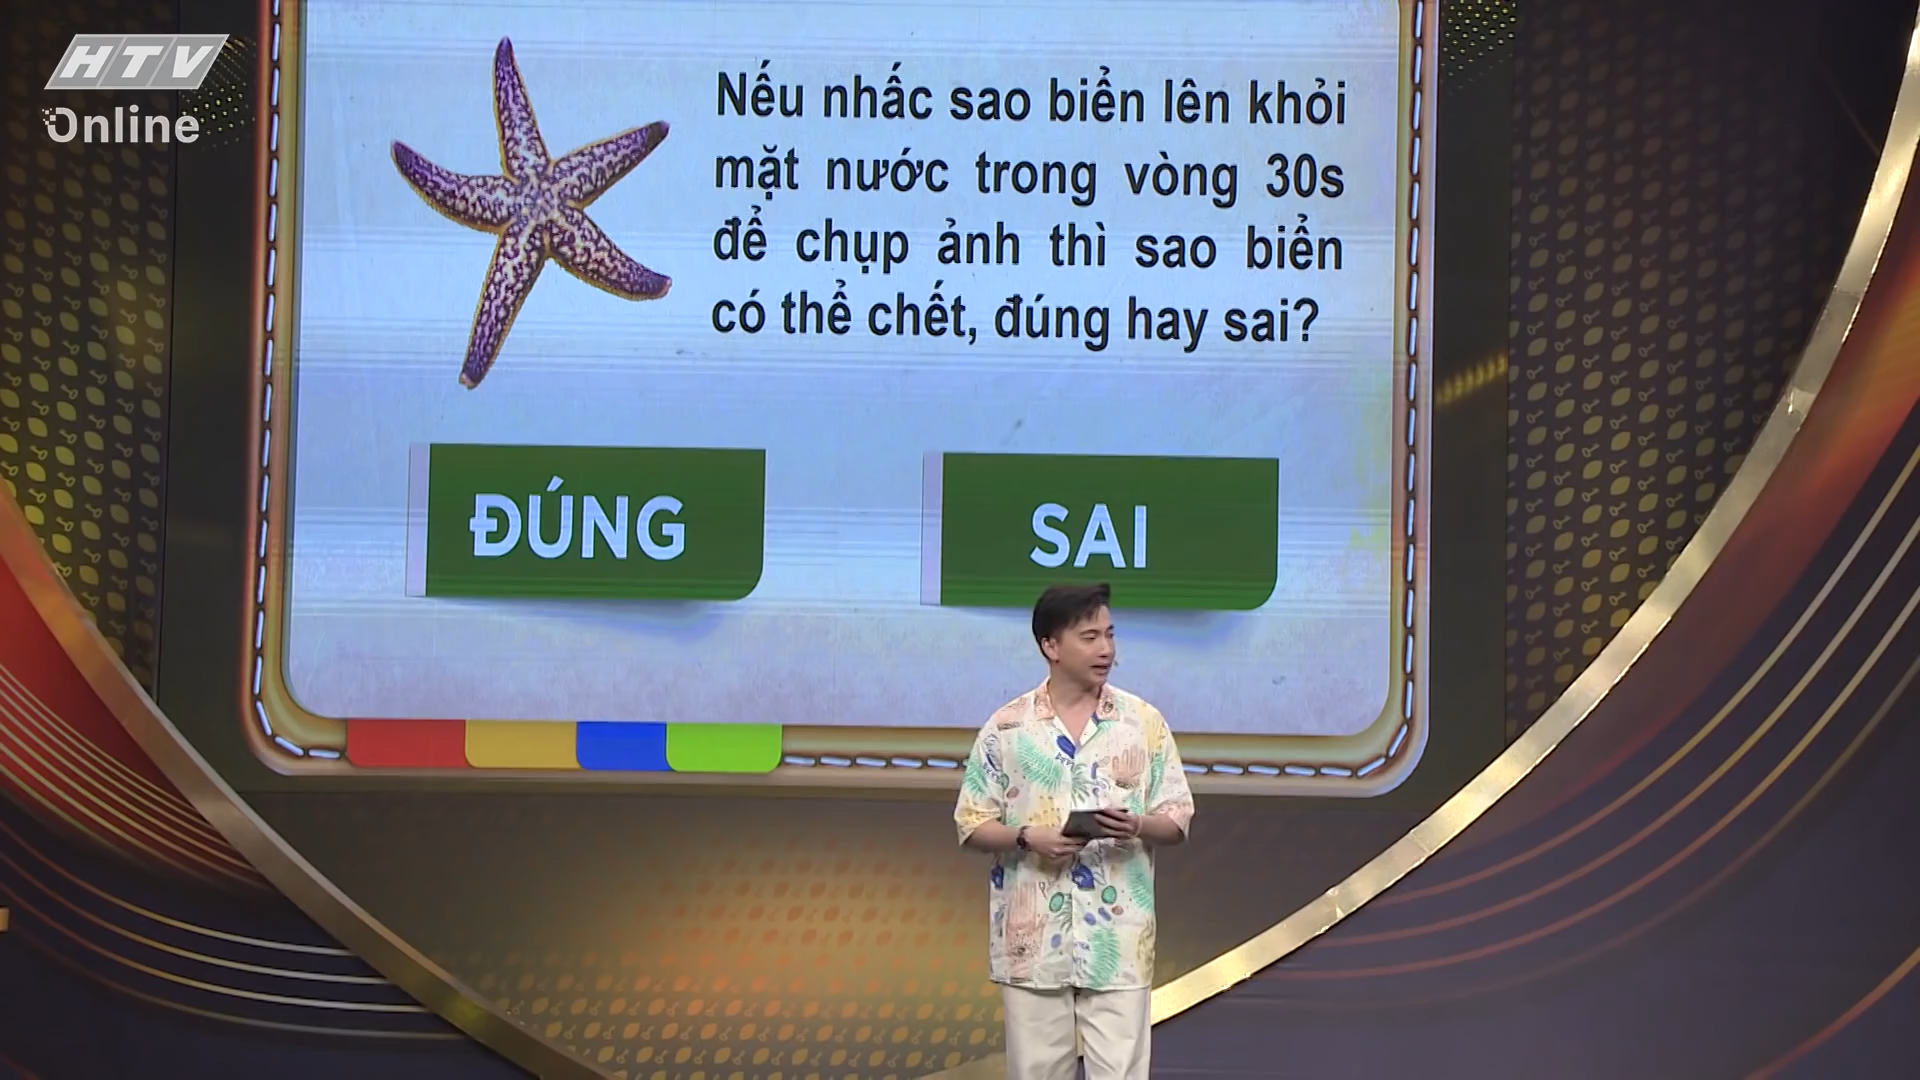 HTV
Online
Nếu nhấc sao biển lên khỏi
mặt nước trong vòng 30s
để chụp ảnh thì sao biển
có thể chết, đúng hay sai?
ĐÚNG
SAI